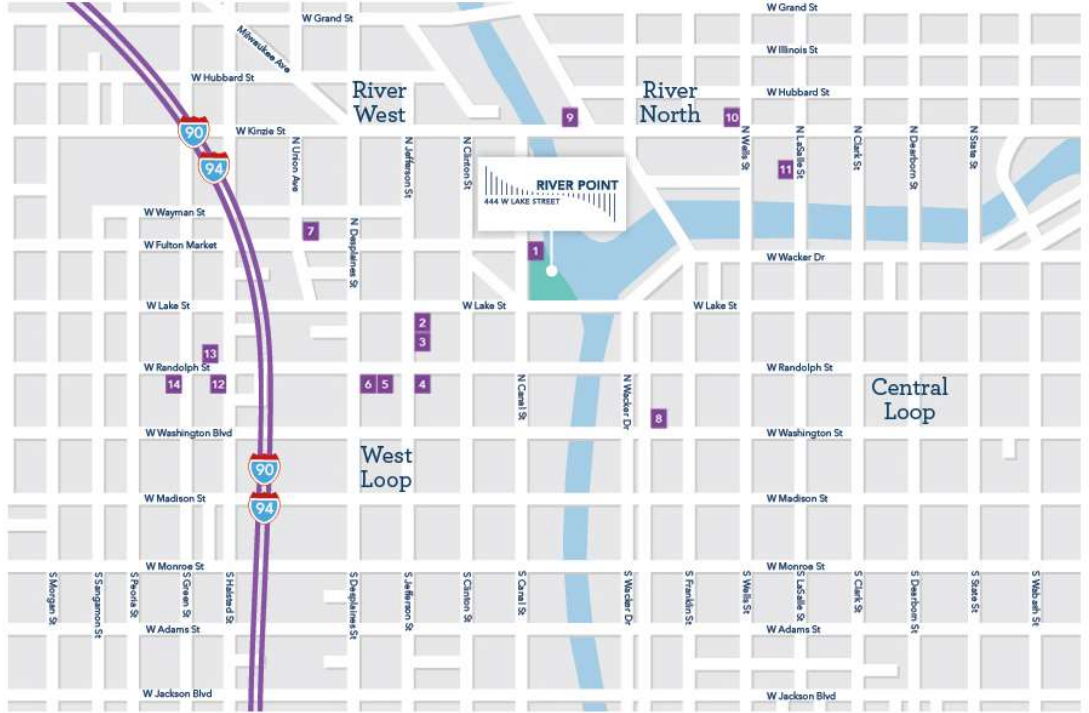 W Grand St
W Grand St
Milwaukee Ave
W Illinois St
W Hubbard St
W Hubbard St
River
West
River
North
9
10
90
W Kinzie St
94
N Union Ave
N Jefferson St
N Clinton St
N Wells St
N LaSalle St
N Clark St
N Dearborn St
N State St
11
RIVER POINT
444 W LAKE STREET
W Wayman St
7
N Desplaines St
W Fulton Market
1
W Wacker Dr
W Lake St
W Lake St
W Lake St
2
3
13
W Randolph St
W Randolph St
14
12
6
5
4
N Canal St
N Wacker Dr
8
Central
Loop
W Washington Blvd
W Washington St
West
Loop
90
94
W Madison St
W Madison St
W Monroe St
W Monroe St
S Morgan St
S Sangamon St
S Peoria St
S Green St
S Halsted St
S Desplaines St
S Jefferson St
S Clinton St
S Canal St
S Wacker Dr
S Franklin St
S Wells St
S LaSalle St
S Clark St
S Dearborn St
S State St
S Wabash St
W Adams St
W Adams St
W Jackson Blvd
W Jackson Blvd